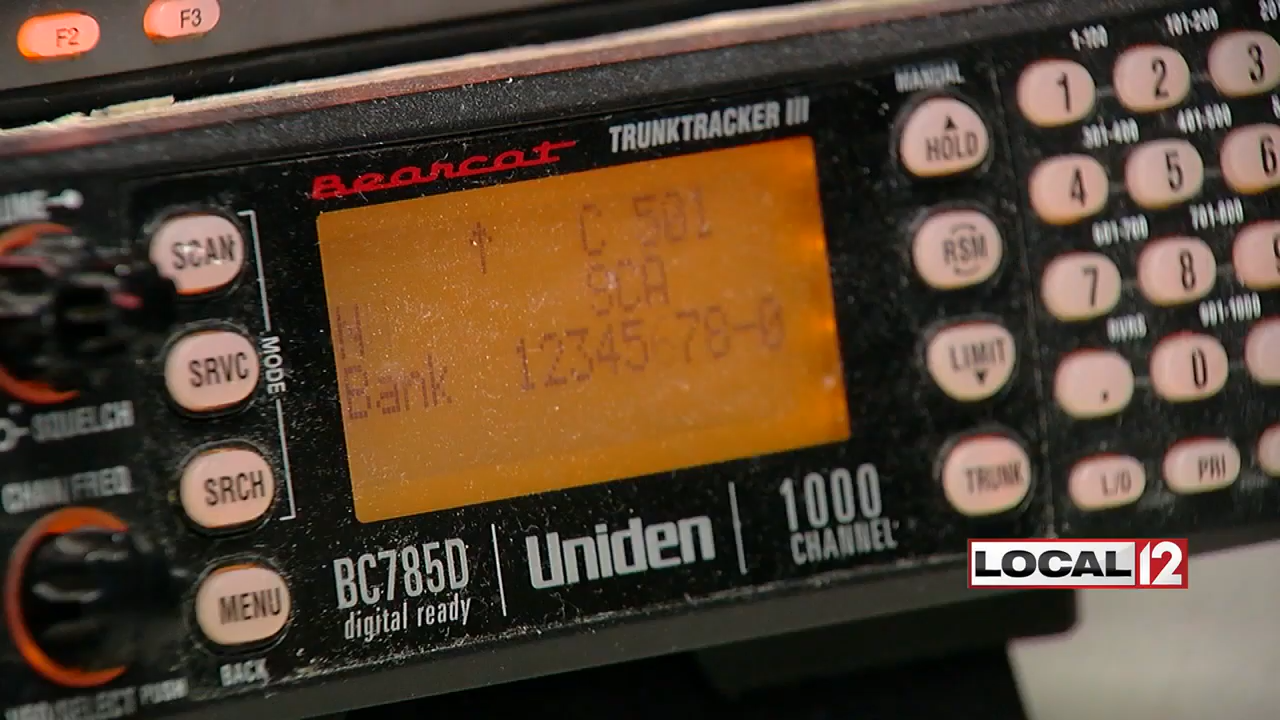 F2 F3
Bearcat TRUNKTRACKER III
MANUAL
HOLD
RSM
LIMIT
TRUNK
SCAN
SRVC
SRCH
MODE
MENU
BACK
SQUELCH
CHAN/FREQ
SELECT PUSH
↑ C 501
SCA
Bank 12345 78-0
BC785D
digital ready
Uniden
1000
CHANNEL
1-100 101-200
1 2 3
301-400 401-500
4 5 6
601-700 701-800
7 8
901-1000
. 0
L/O PRI
LOCAL 12